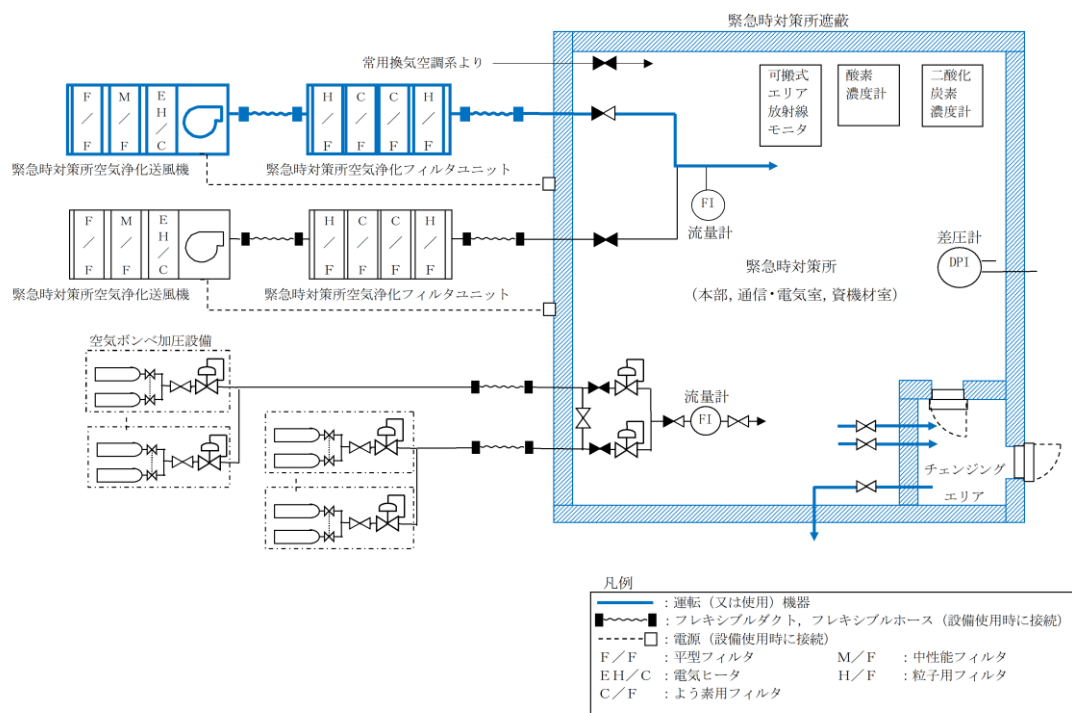 緊急時対策所遮蔽
常用換気空調系より
可搬式
エリア
放射線
モニタ
酸素
濃度計
二酸化
炭素
濃度計
F/F
M/F
EH/C
H/F
C/F
C/F
H/F
緊急時対策所空気浄化送風機
緊急時対策所空気浄化フィルタユニット
FI
流量計
F/F
M/F
EH/C
H/F
C/F
C/F
H/F
緊急時対策所空気浄化送風機
緊急時対策所空気浄化フィルタユニット
差圧計
DPI
緊急時対策所
(本部,通信・電気室,資機材室)
空気ボンベ加圧設備
流量計
FI
チェンジング
エリア
凡例
:運転(又は使用)機器
:フレキシブルダクト,フレキシブルホース(設備使用時に接続)
:電源(設備使用時に接続)
F/F :平型フィルタ M/F :中性能フィルタ
EH/C :電気ヒータ H/F :粒子用フィルタ
C/F :よう素用フィルタ